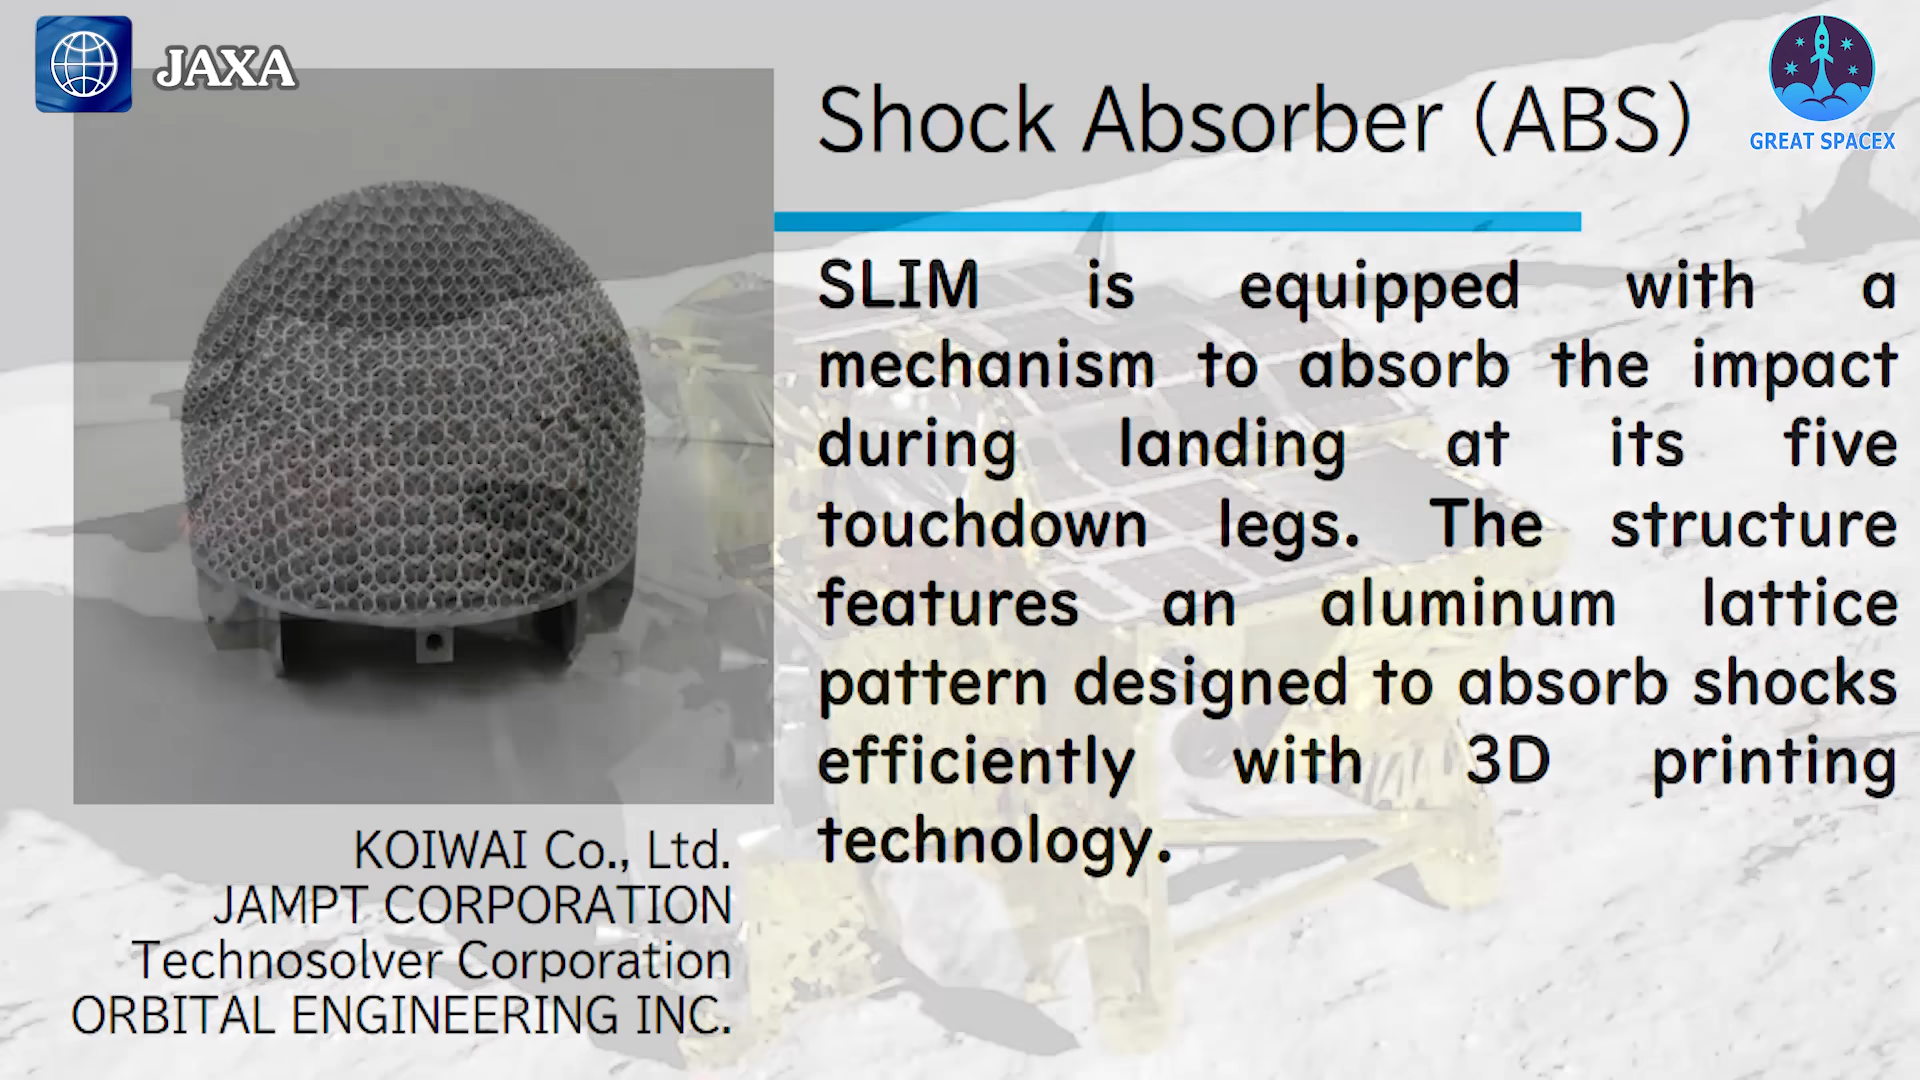 JAXA
GREAT SPACEX
Shock Absorber (ABS)
SLIM is equipped with a
mechanism to absorb the impact
during landing at its five
touchdown legs. The structure
features an aluminum lattice
pattern designed to absorb shocks
efficiently with 3D printing
technology.
KOIWAI Co., Ltd.
JAMPT CORPORATION
Technosolver Corporation
ORBITAL ENGINEERING INC.